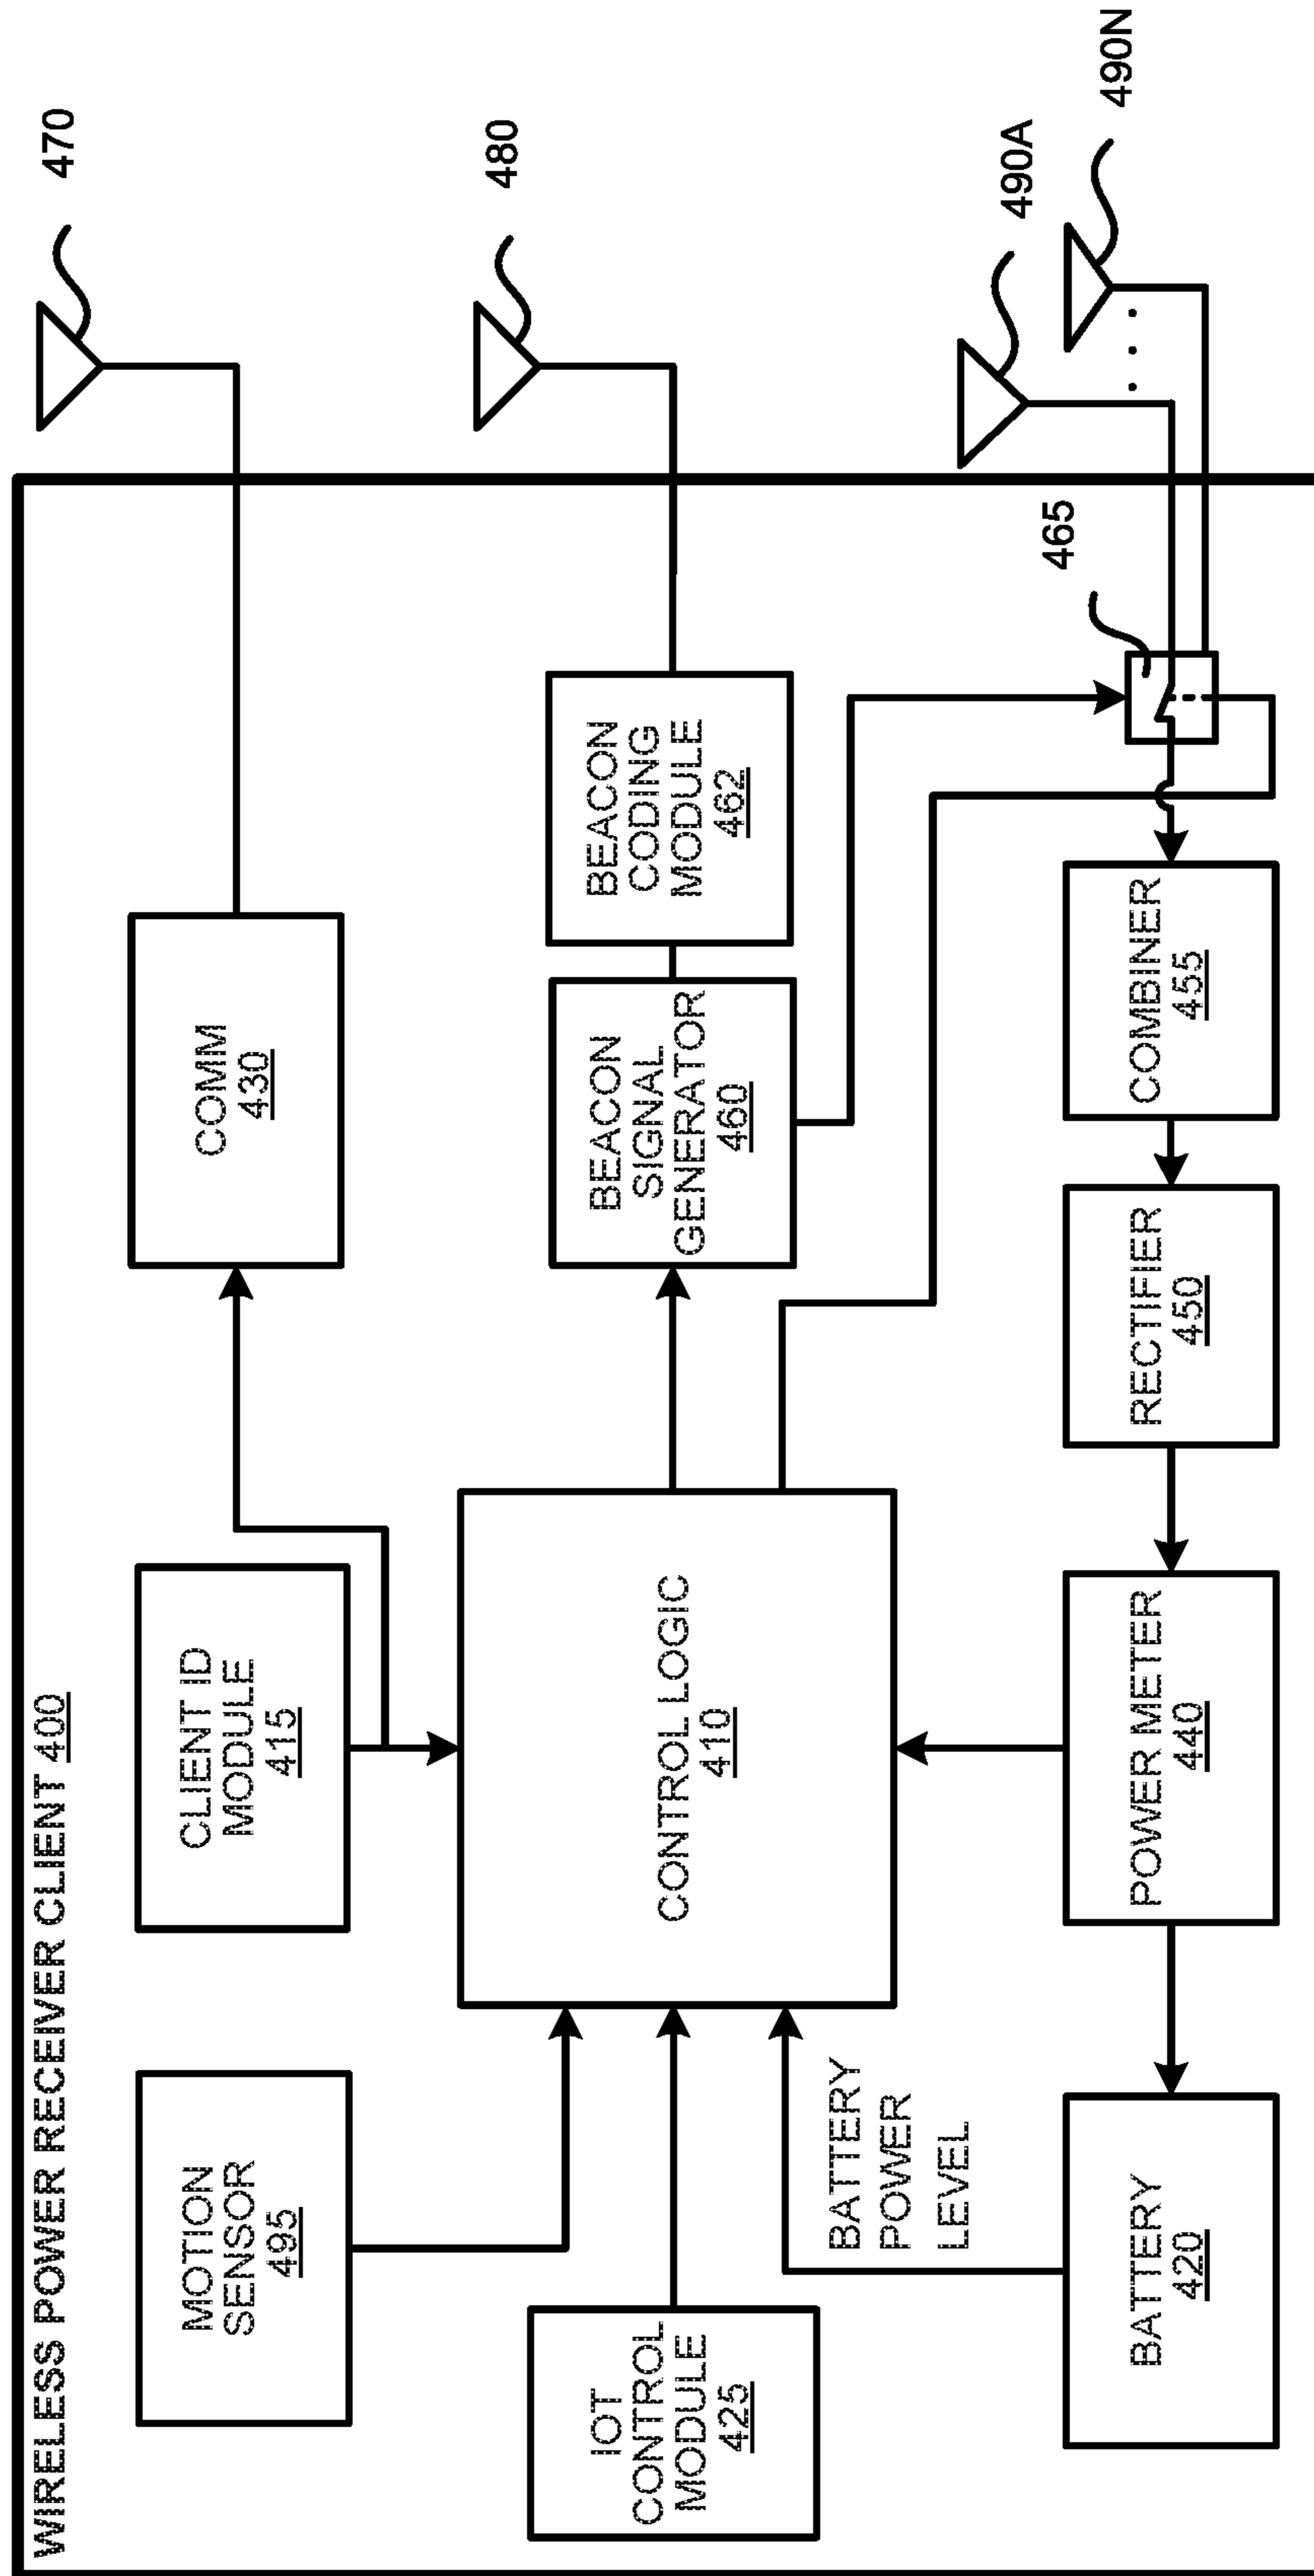 WIRELESS POWER RECEIVER CLIENT 400
MOTION
SENSOR
495
CLIENT ID
MODULE
415
COMM
430
470
IOT
CONTROL
MODULE
425
CONTROL LOGIC
410
BEACON
SIGNAL
GENERATOR
460
BEACON
CODING
MODULE
462
480
BATTERY
POWER
LEVEL
465
490A
490N
. . .
BATTERY
420
POWER METER
440
RECTIFIER
450
COMBINER
455